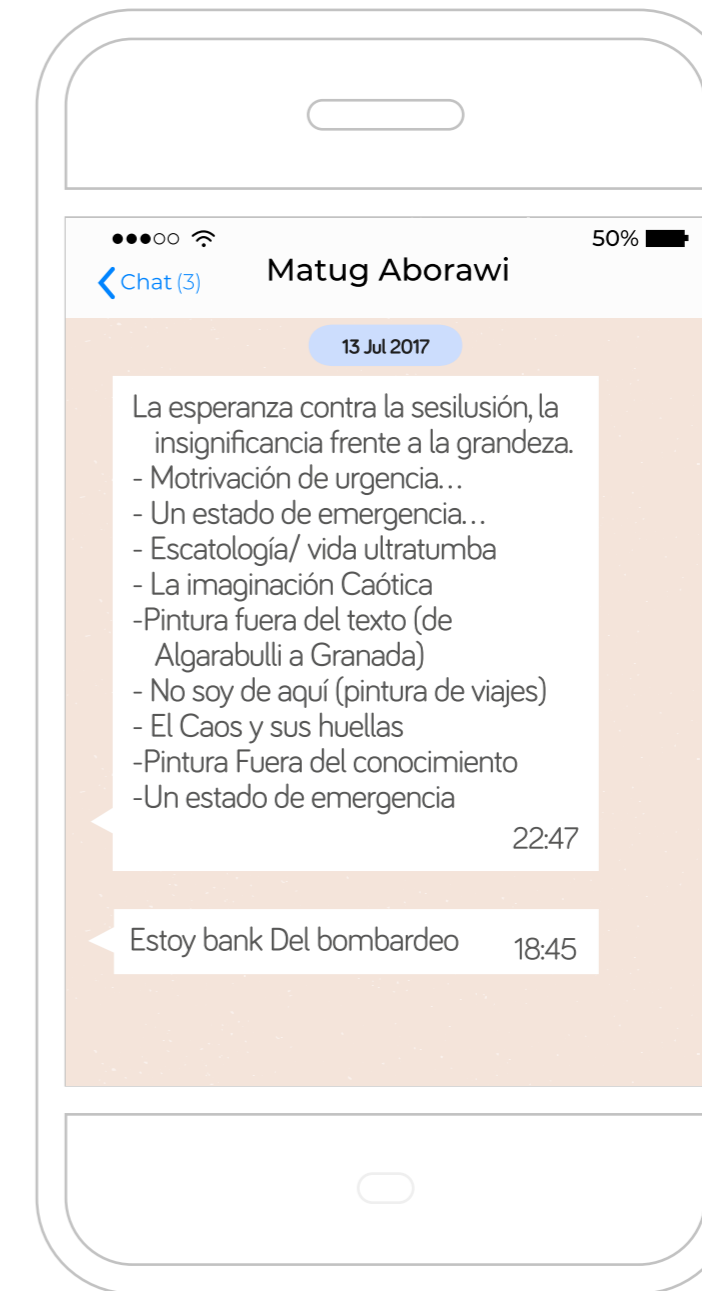 50%
Chat (3)
Matug Aborawi
13 Jul 2017
La esperanza contra la sesilusión, la
insignificancia frente a la grandeza.
- Motrivación de urgencia...
- Un estado de emergencia...
- Escatología/ vida ultratumba
- La imaginación Caótica
-Pintura fuera del texto (de
Algarabulli a Granada)
- No soy de aquí (pintura de viajes)
- El Caos y sus huellas
-Pintura Fuera del conocimiento
-Un estado de emergencia
22:47
Estoy bank Del bombardeo
18:45